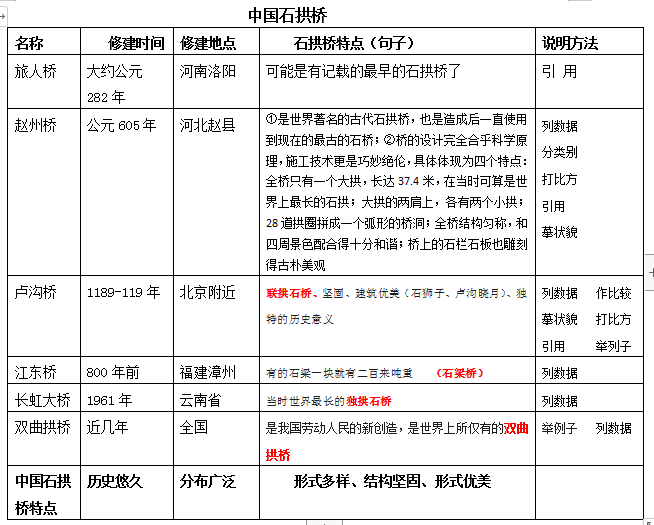 中国石拱桥
名称 修建时间 修建地点 石拱桥特点（句子） 说明方法
旅人桥 大约公元 河南洛阳 可能是有记载的最早的石拱桥了 引 用
282 年
赵州桥 公元 605 年 河北赵县 ①是世界著名的古代石拱桥，也是造成后一直使用
到现在的最古的石桥；②桥的设计完全合乎科学原
理，施工技术更是巧妙绝伦，具体体现为四个特点：
全桥只有一个大拱，长达 37.4 米，在当时可算是世
界上最长的石拱；大拱的两肩上，各有两个小拱；
28 道拱圈拼成一个弧形的桥洞；全桥结构匀称，和
四周景色配合得十分和谐；桥上的石栏石板也雕刻
得古朴美观
列数据
分类别
打比方
引用
摹状貌
卢沟桥 1189-119 年 北京附近 联拱石桥、坚固、建筑优美（石狮子、卢沟晓月）、独
特的历史意义
列数据 作比较
摹状貌 打比方
引用 举列子
江东桥 800 年前 福建漳州 有的石梁一块就有二百来吨重 （石梁桥） 列数据
长虹大桥 1961 年 云南省 当时世界最长的独拱石桥 列数据
双曲拱桥 近几年 全国 是我国劳动人民的新创造，是世界上所仅有的双曲
拱桥
举例子 列数据
中国石拱 历史悠久 分布广泛 形式多样、结构坚固、形式优美
桥特点